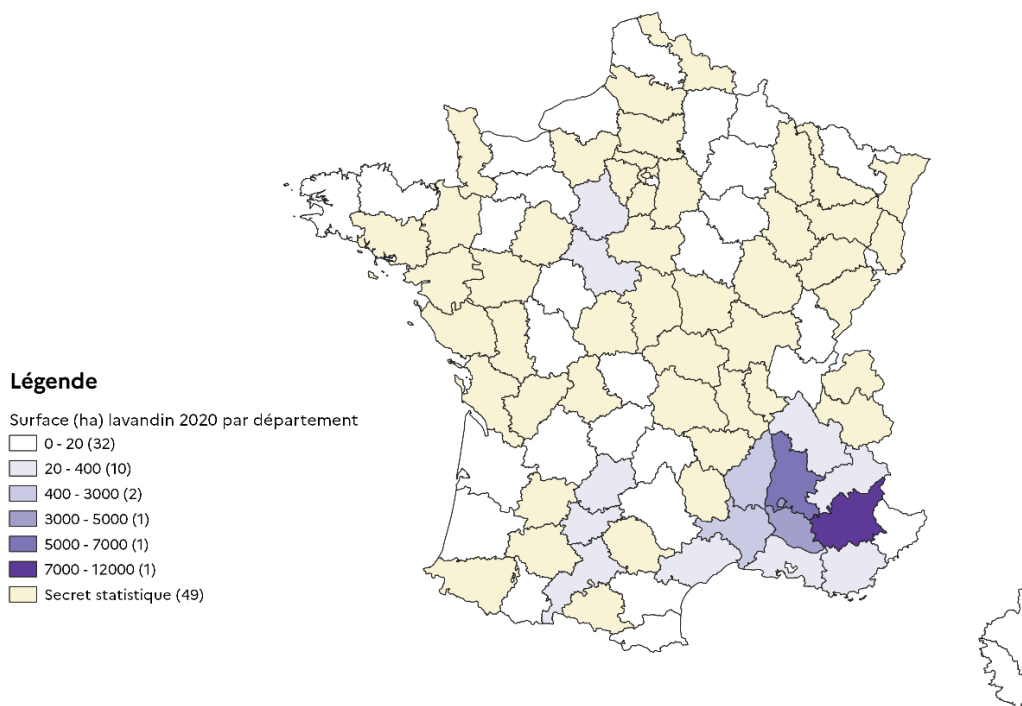 Légende
Surface (ha) lavandin 2020 par département
0 - 20 (32)
20 - 400 (10)
400 - 3000 (2)
3000 - 5000 (1)
5000 - 7000 (1)
7000 - 12000 (1)
Secret statistique (49)